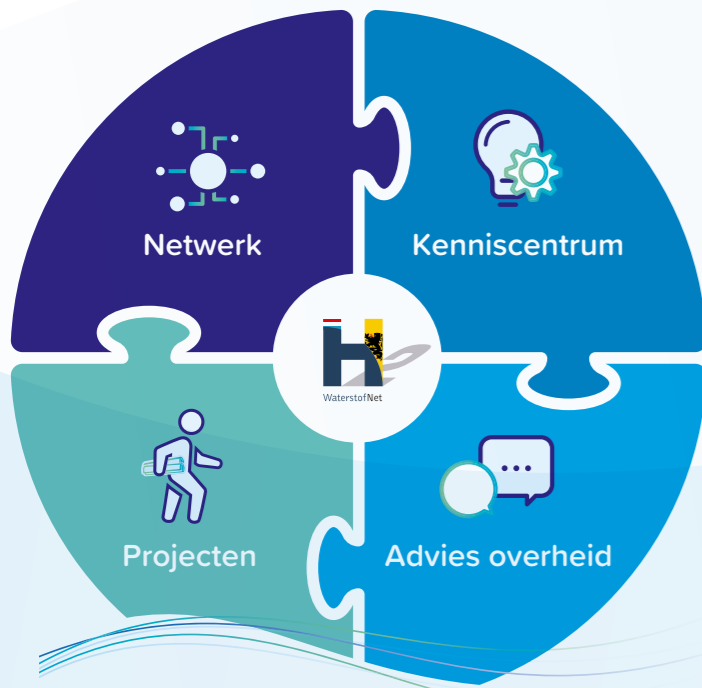 Netwerk
Kenniscentrum
WaterstofNet
Projecten
Advies overheid